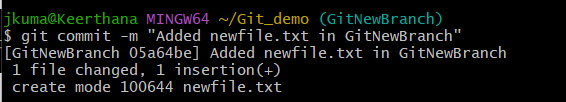 jkuma@Keerthana MINGW64 ~/Git_demo (GitNewBranch)
$ git commit -m "Added newfile.txt in GitNewBranch"
[GitNewBranch 05a64be] Added newfile.txt in GitNewBranch
 1 file changed, 1 insertion(+)
 create mode 100644 newfile.txt